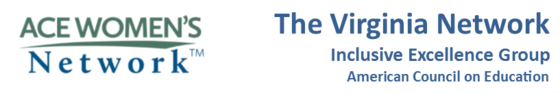 ACE WOMEN'S
Network™
The Virginia Network
Inclusive Excellence Group
American Council on Education